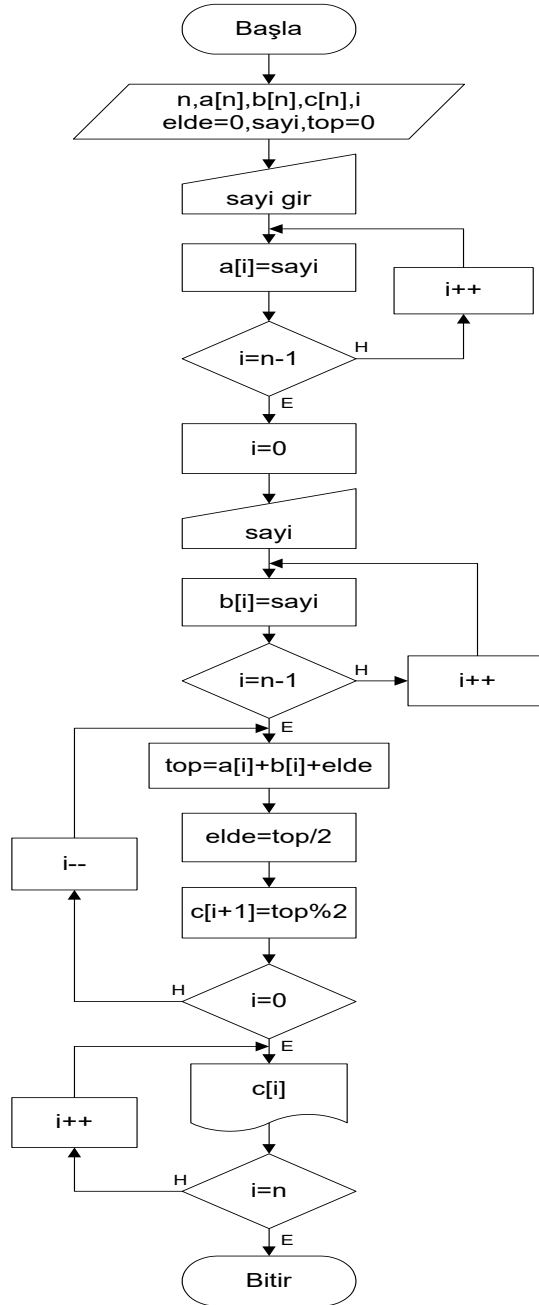 Başla
n,a[n],b[n],c[n],i
elde=0,sayi,top=0
sayi gir
a[i]=sayi
i++
i=n-1
H
E
i=0
sayi
b[i]=sayi
i=n-1
H
i++
E
top=a[i]+b[i]+elde
elde=top/2
i--
c[i+1]=top%2
H
i=0
E
c[i]
i++
H
i=n
E
Bitir